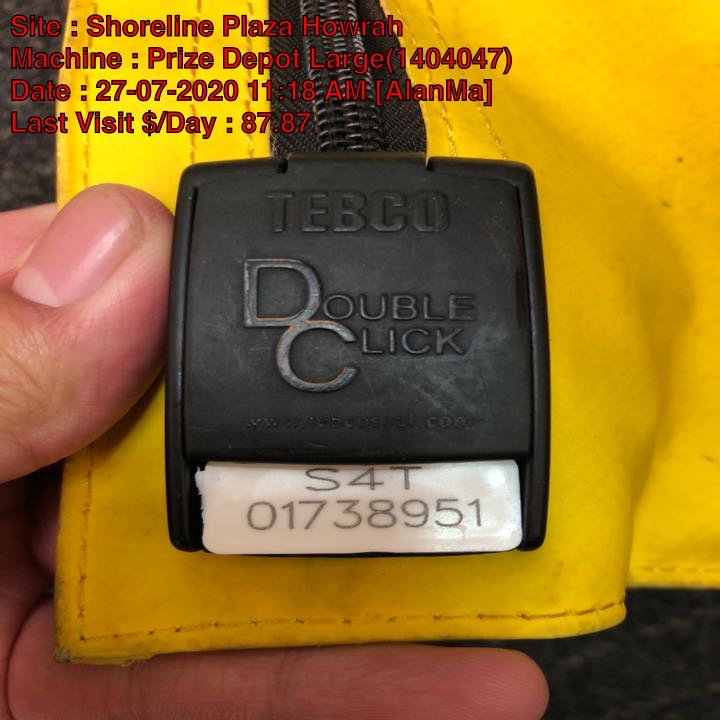 Site : Shoreline Plaza Howrah
Machine : Prize Depot Large(1404047)
Date : 27-07-2020 11:18 AM [AlanMa]
Last Visit $/Day : 87.87
TEBCO
DOUBLE
CLICK
S4T
01738951